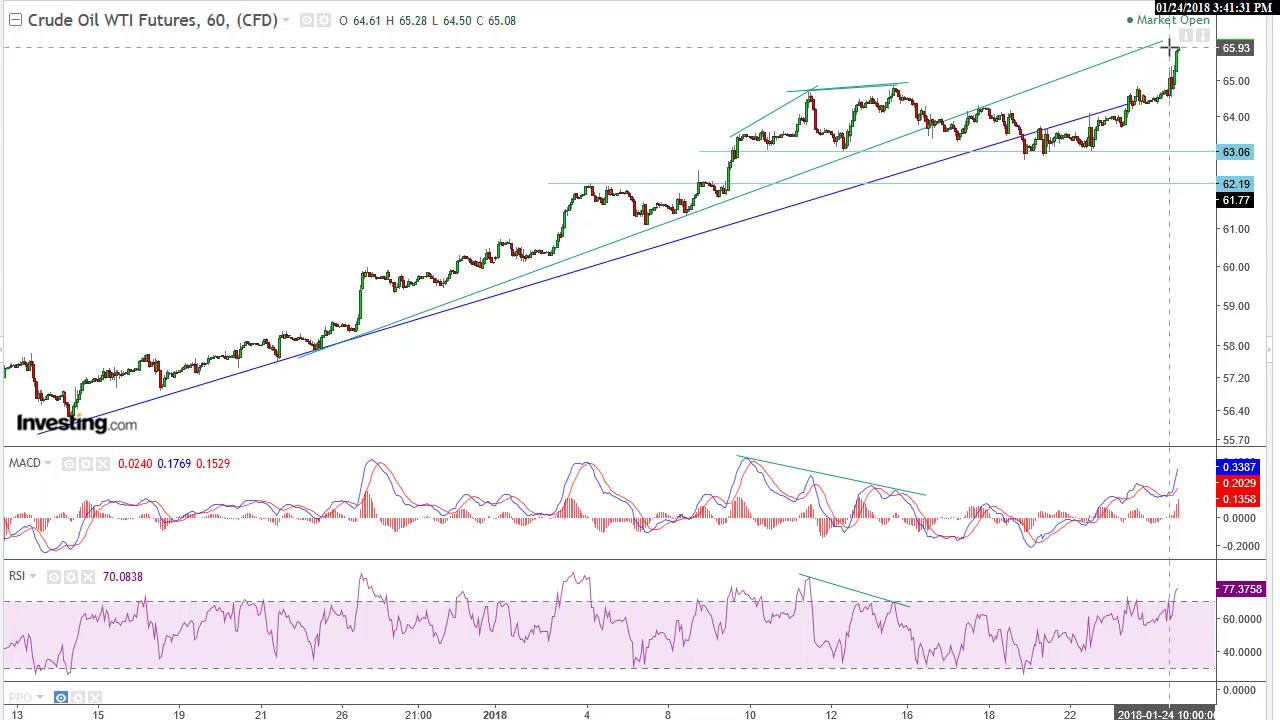 01/24/2018 3:41:31 PM
Crude Oil WTI Futures, 60, (CFD) O 64.61 H 65.28 L 64.50 C 65.08
Market Open
65.93
65.00
64.00
63.06
62.19
61.77
61.00
60.00
59.00
58.00
57.20
56.40
55.70
Investing.com
MACD 0.0240 0.1769 0.1529
0.3387
0.2029
0.1358
0.0000
-0.2000
RSI 70.0838
77.3758
60.0000
40.0000
PPO
0.0000
13 15 19 21 26 21:00 2018 4 8 10 12 16 18 22 2018-01-24 10:00:00